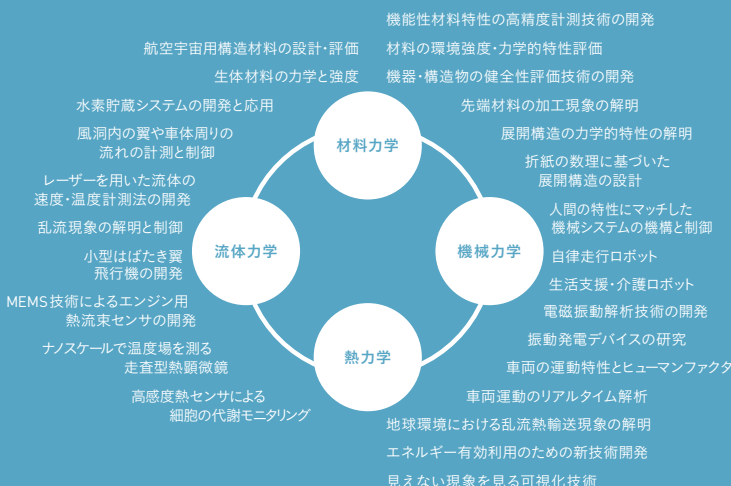 機能性材料特性の高精度計測技術の開発
航空宇宙用構造材料の設計・評価
材料の環境強度・力学的特性評価
生体材料の力学と強度
機器・構造物の健全性評価技術の開発
水素貯蔵システムの開発と応用
先端材料の加工現象の解明
風洞内の翼や車体周りの
流れの計測と制御
展開構造の力学的特性の解明
折紙の数理に基づいた
展開構造の設計
レーザーを用いた流体の
速度・温度計測法の開発
人間の特性にマッチした
機械システムの機構と制御
乱流現象の解明と制御
自律走行ロボット
小型はばたき翼
飛行機の開発
生活支援・介護ロボット
MEMS技術によるエンジン用
熱流束センサの開発
電磁振動解析技術の開発
振動発電デバイスの研究
ナノスケールで温度場を測る
走査型熱顕微鏡
車両の運動特性とヒューマンファクタ
高感度熱センサによる
細胞の代謝モニタリング
車両運動のリアルタイム解析
地球環境における乱流熱輸送現象の解明
エネルギー有効利用のための新技術開発
見えない現象を見る可視化技術
材料力学
流体力学
機械力学
熱力学